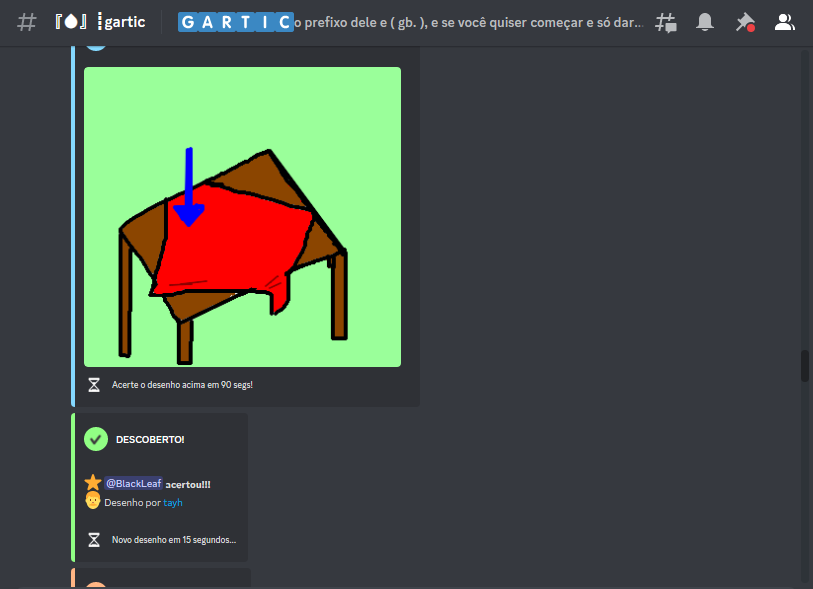 gartic
GARTIC o prefixo dele e ( gb. ), e se você quiser começar e só dar...
Acerte o desenho acima em 90 segs!
DESCOBERTO!
@BlackLeaf acertou!!!
Desenho por tayh
Novo desenho em 15 segundos...